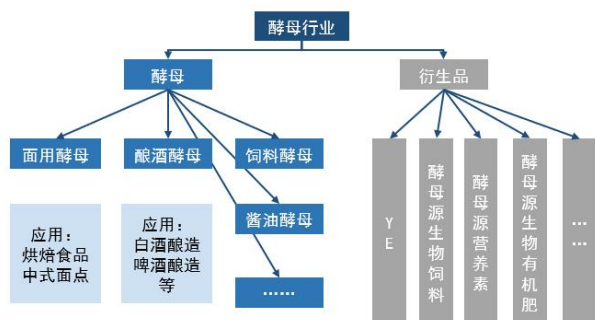 酵母行业
酵母
衍生品
面用酵母
酿酒酵母
饲料酵母
酱油酵母
……
应用：
烘焙食品
中式面点
应用：
白酒酿造
啤酒酿造
等
YE
酵母源生物饲料
酵母源营养素
酵母源生物有机肥
……